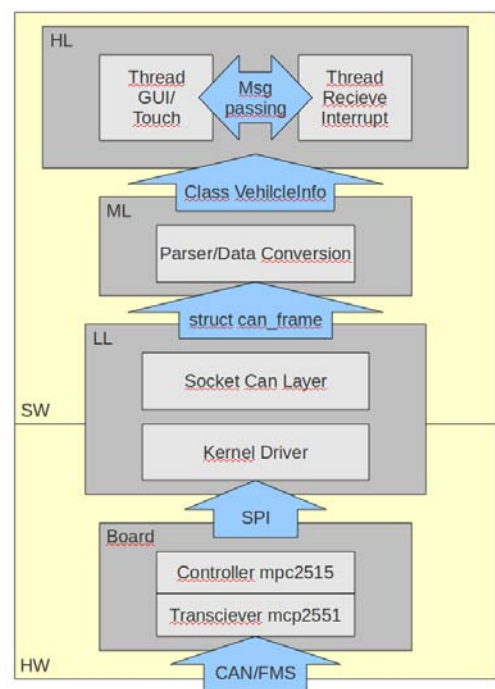 HL
Thread
GUI/
Touch
Msg
passing
Thread
Recieve
Interrupt
Class VehilcleInfo
ML
Parser/Data Conversion
struct can_frame
LL
Socket Can Layer
SW
Kernel Driver
SPI
Board
Controller mpc2515
Transciever mcp2551
HW
CAN/FMS